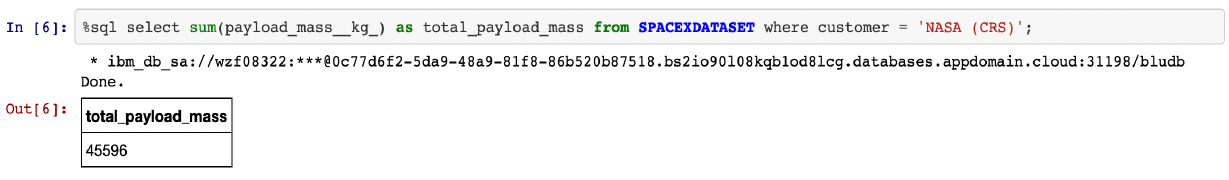 In [6]: %sql select sum(payload_mass__kg_) as total_payload_mass from SPACEXDATASET where customer = 'NASA (CRS)';
* ibm_db_sa://wzf08322:***@0c77d6f2-5da9-48a9-81f8-86b520b87518.bs2io90l08kqb1od8lcg.databases.appdomain.cloud:31198/bludb
Done.
Out[6]: total_payload_mass
45596